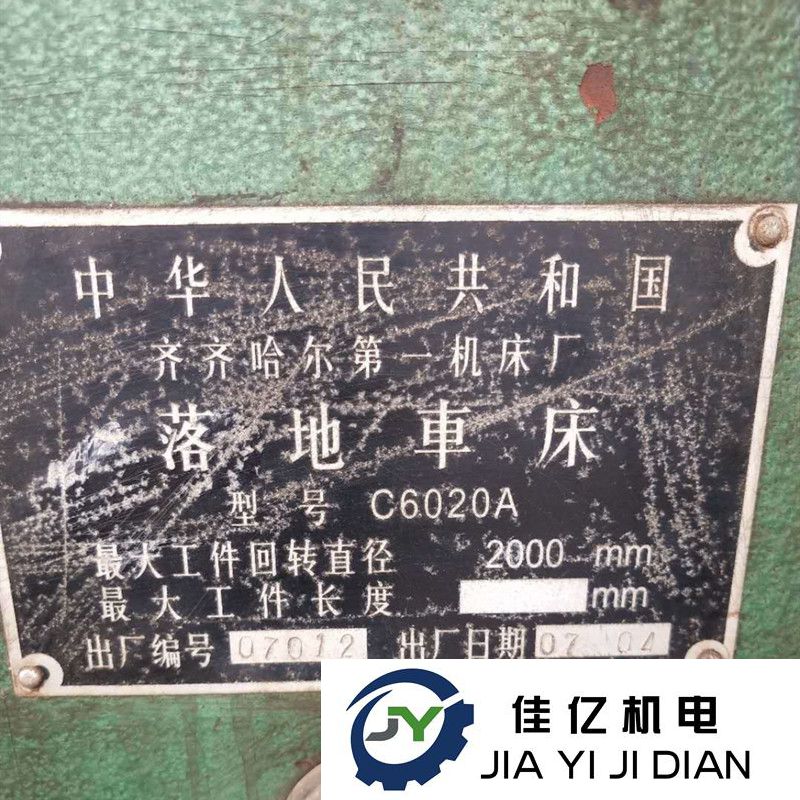 中华人民共和国
齐齐哈尔第一机床厂
落地車床
型号 C6020A
最大工件回转直径 2000 mm
最大工件长度 mm
出厂编号 07012 出厂日期 07 04
JY 佳亿机电
JIA YI JI DIAN